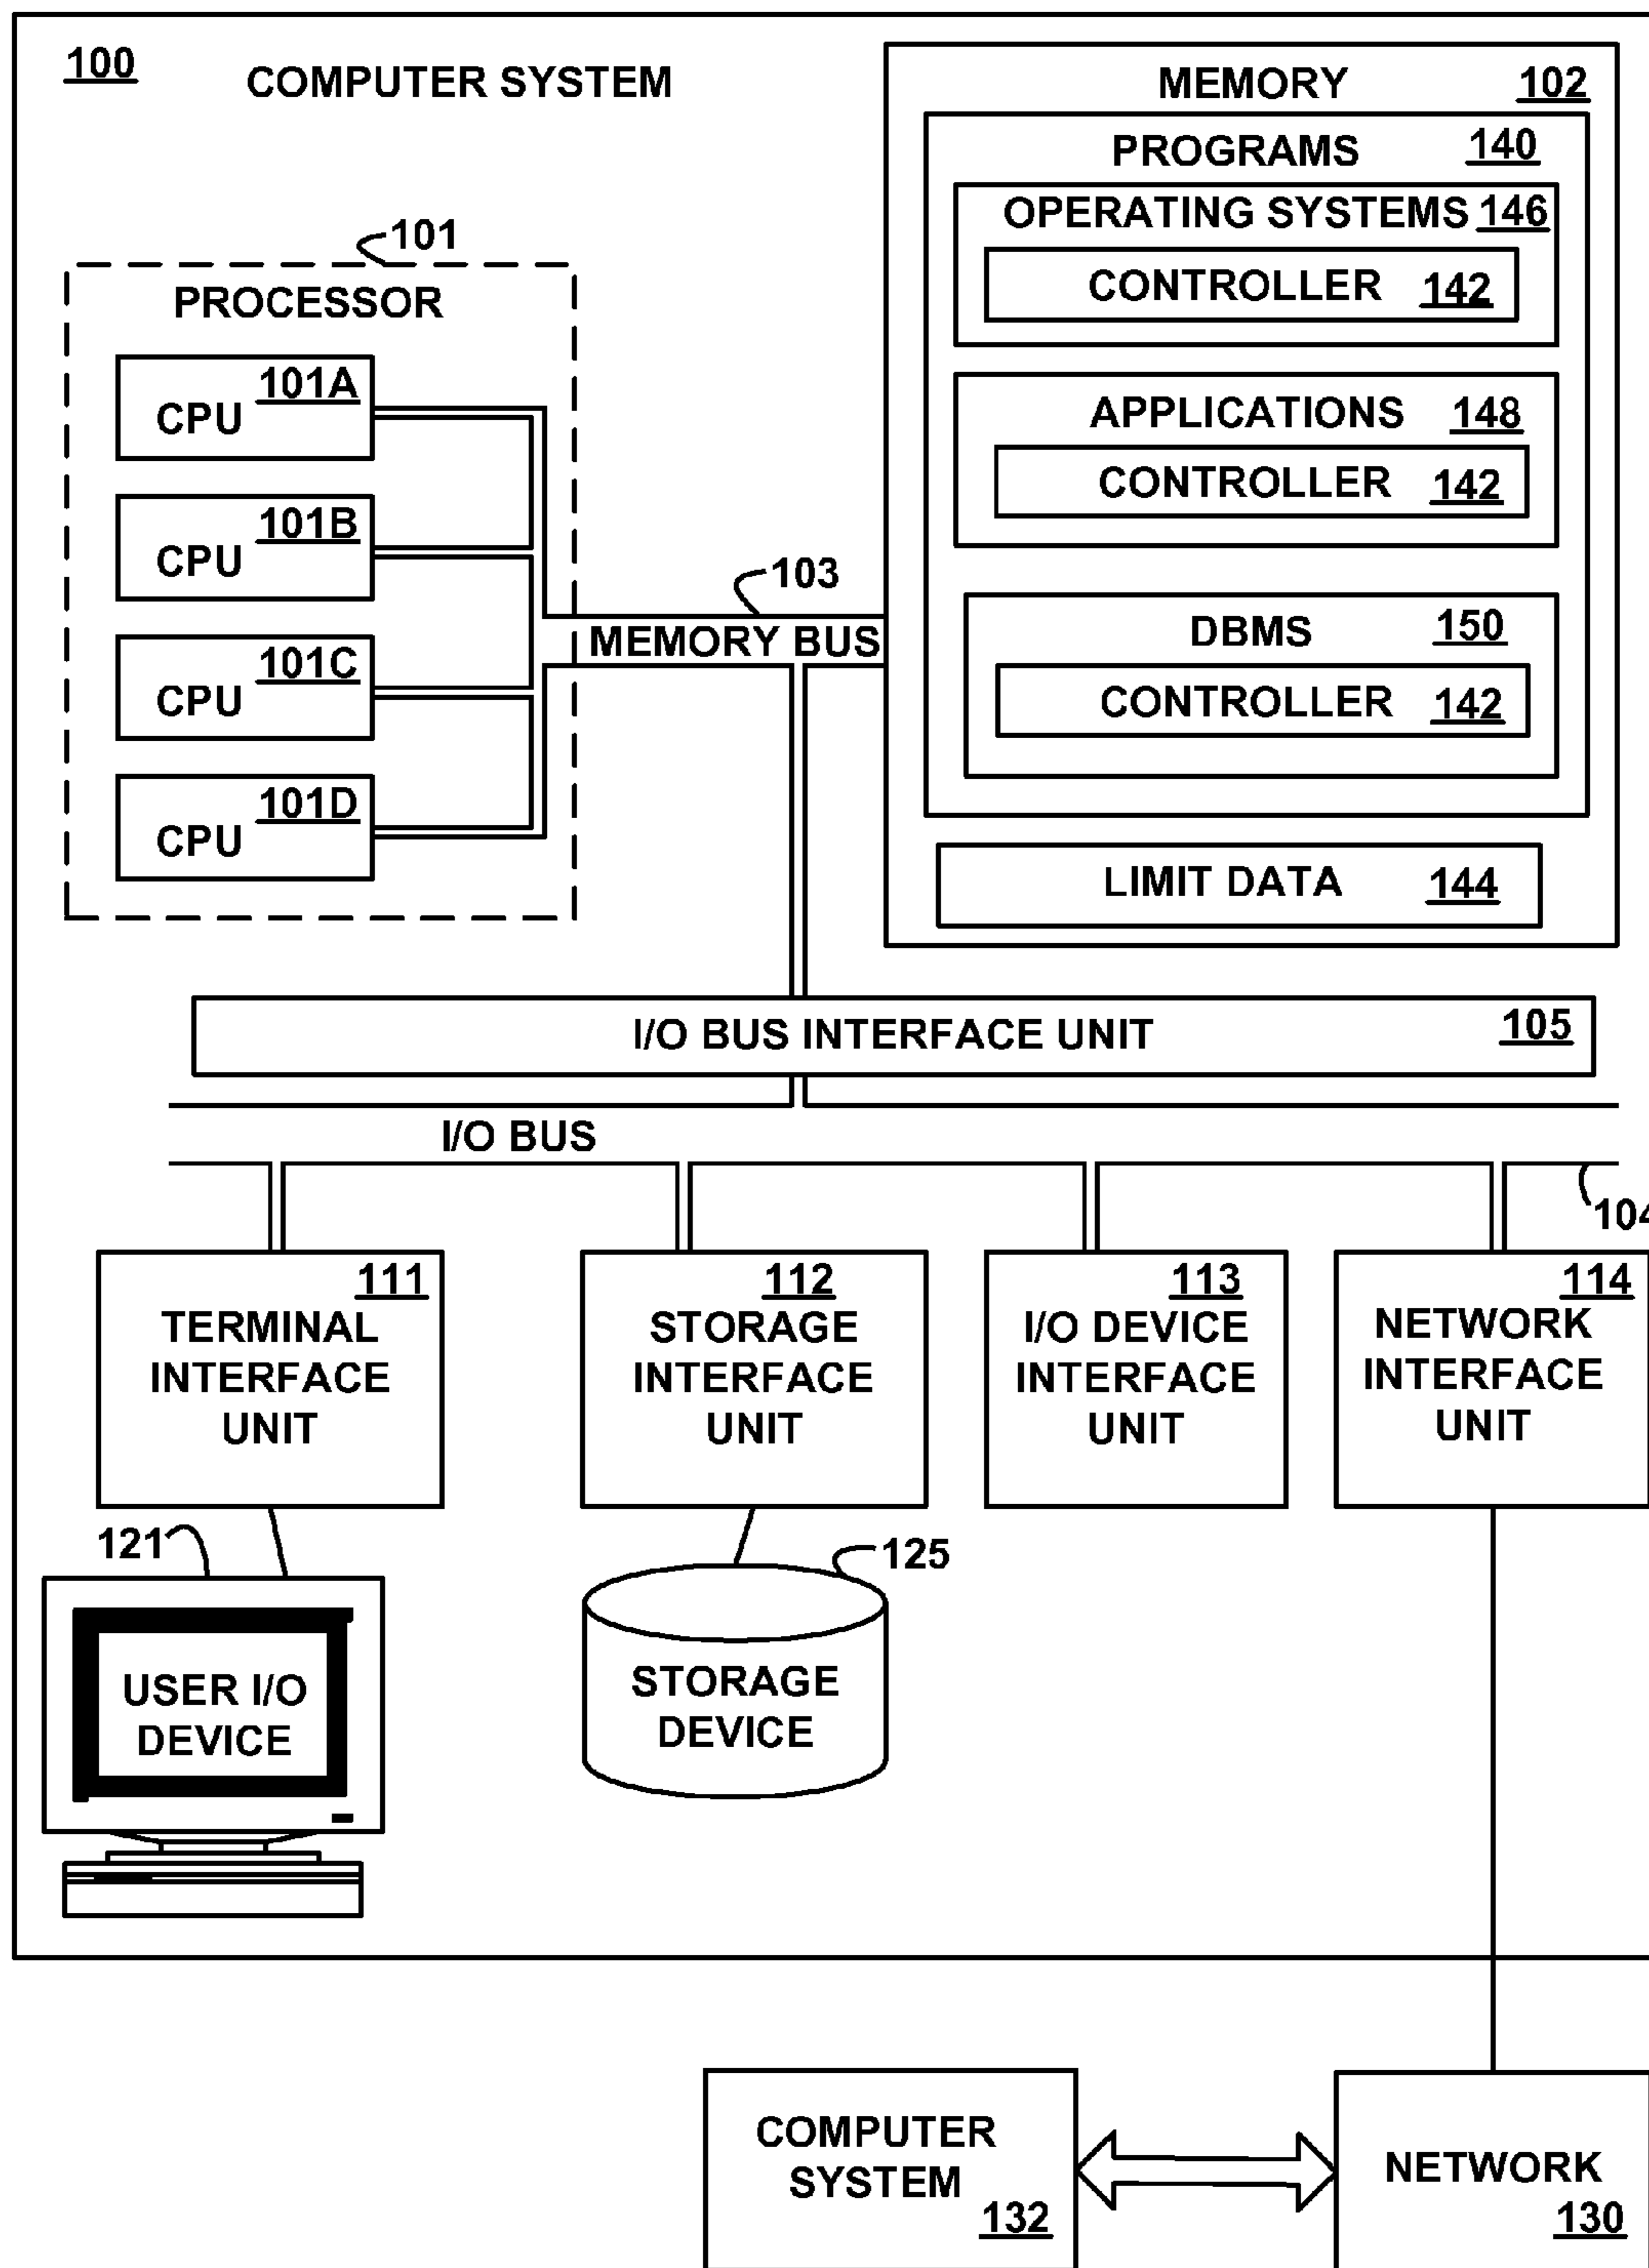 100 COMPUTER SYSTEM
MEMORY 102
PROGRAMS 140
OPERATING SYSTEMS 146
CONTROLLER 142
APPLICATIONS 148
CONTROLLER 142
DBMS 150
CONTROLLER 142
LIMIT DATA 144
101
PROCESSOR
101A
CPU
101B
CPU
101C
CPU
101D
CPU
103
MEMORY BUS
I/O BUS INTERFACE UNIT 105
I/O BUS
104
111
TERMINAL
INTERFACE
UNIT
112
STORAGE
INTERFACE
UNIT
113
I/O DEVICE
INTERFACE
UNIT
114
NETWORK
INTERFACE
UNIT
121
USER I/O
DEVICE
125
STORAGE
DEVICE
COMPUTER
SYSTEM
132
NETWORK
130